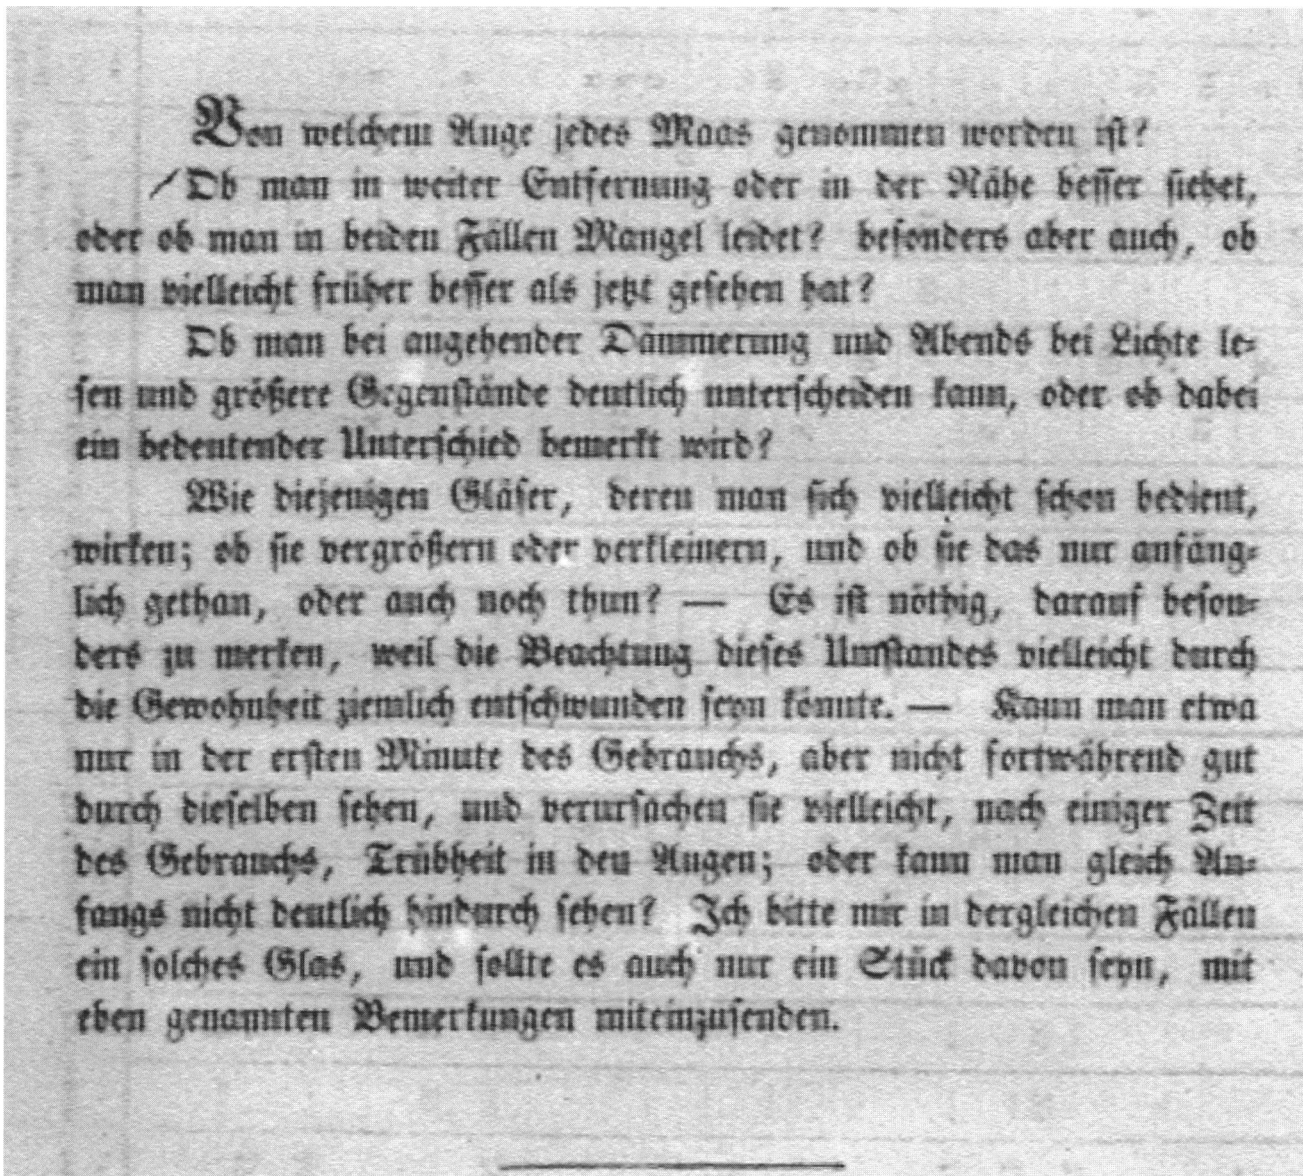 Von welchem Auge jedes Maas genommen worden ist?
Ob man in weiter Entfernung oder in der Nähe besser siehet,
oder ob man in beiden Fällen Mangel leidet? besonders aber auch, ob
man vielleicht früher besser als jetzt gesehen hat?
Ob man bei angehender Dämmerung und Abends bei Lichte le-
sen und größere Gegenstände deutlich unterscheiden kann, oder ob dabei
ein bedeutender Unterschied bemerkt wird?
Wie diejenigen Gläser, deren man sich vielleicht schon bedient,
wirken; ob sie vergrößern oder verkleinern, und ob sie das nur anfäng-
lich gethan, oder auch noch thun? — Es ist nöthig, darauf beson-
ders zu merken, weil die Beachtung dieses Umstandes vielleicht durch
die Gewohnheit ziemlich entschwunden seyn könnte. — Kann man etwa
nur in der ersten Minute des Gebrauchs, aber nicht fortwährend gut
durch dieselben sehen, und verursachen sie vielleicht, nach einiger Zeit
des Gebrauchs, Trübheit in den Augen; oder kann man gleich An-
fangs nicht deutlich hindurch sehen? Ich bitte mir in dergleichen Fällen
ein solches Glas, und sollte es auch nur ein Stück davon seyn, mit
eben genannten Bemerkungen miteinzusenden.